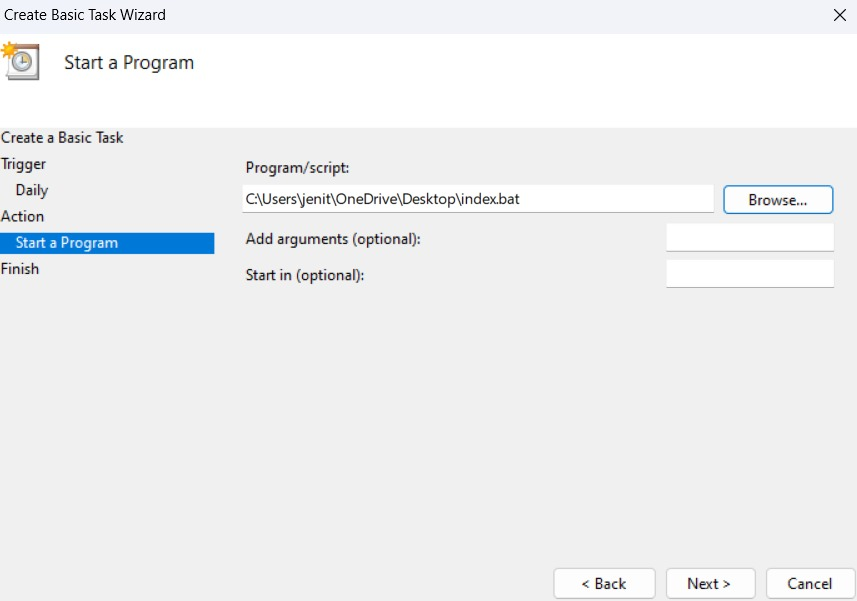 Create Basic Task Wizard
Start a Program
Create a Basic Task
Trigger
Daily
Action
Start a Program
Finish
Program/script:
C:\Users\jenit\OneDrive\Desktop\index.bat
Browse...
Add arguments (optional):
Start in (optional):
< Back
Next >
Cancel